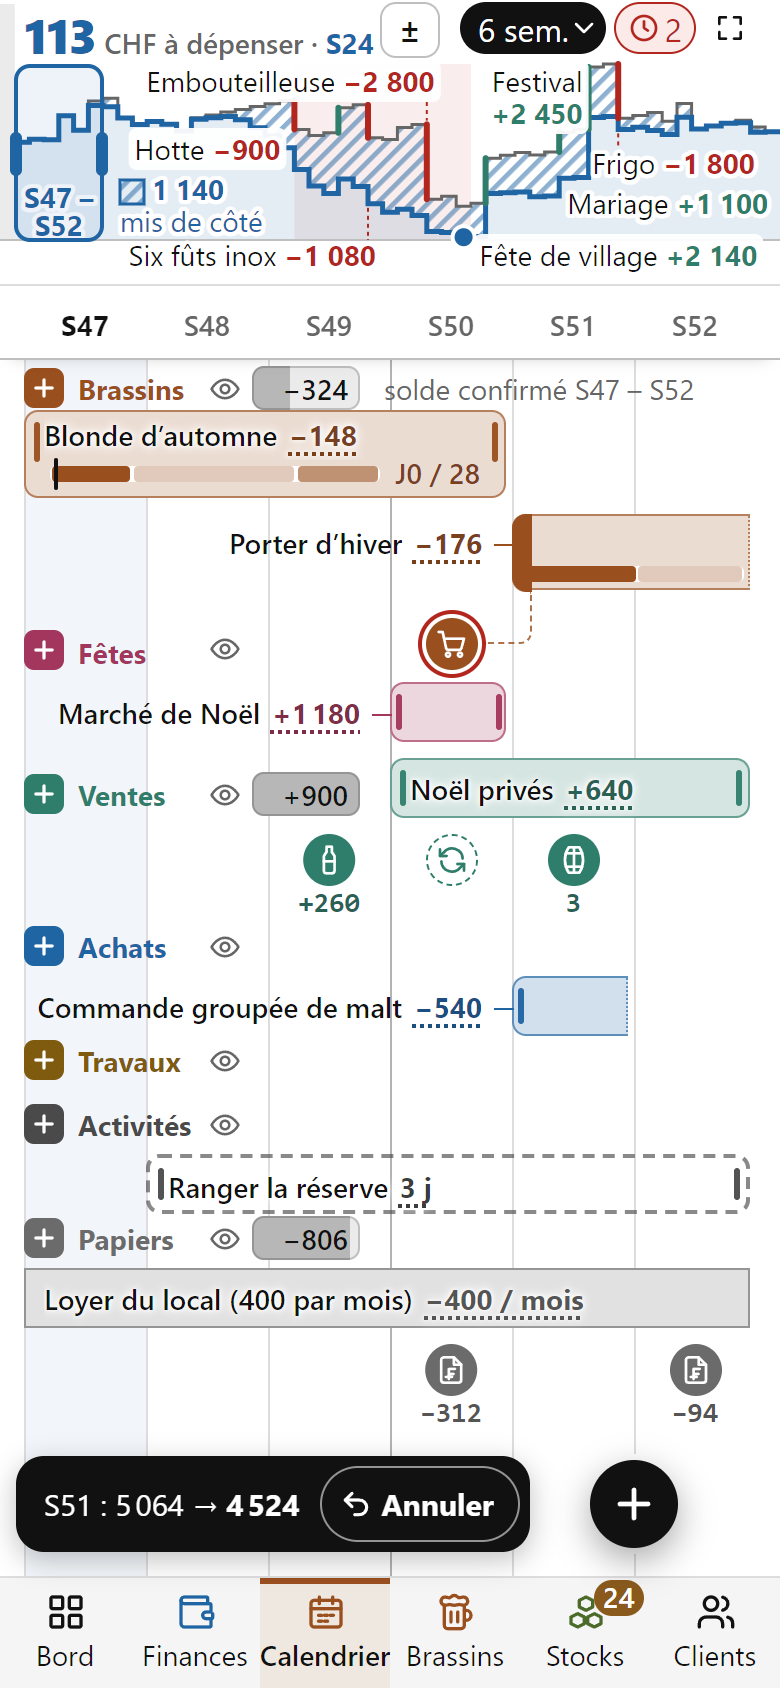 113 CHF à dépenser · S24
±
6 sem.
2
Embouteilleuse −2 800
Festival
+2 450
Hotte −900
Frigo −1 800
S47 –
S52
1 140
mis de côté
Mariage +1 100
Six fûts inox −1 080
Fête de village +2 140
S47 S48 S49 S50 S51 S52
Brassins −324 solde confirmé S47 – S52
Blonde d’automne −148
J0 / 28
Porter d’hiver −176
Fêtes
Marché de Noël +1 180
Ventes +900
Noël privés +640
+260 3
Achats
Commande groupée de malt −540
Travaux
Activités
Ranger la réserve 3 j
Papiers −806
Loyer du local (400 par mois) −400 / mois
−312 −94
S51 : 5 064 → 4 524 Annuler
24
Bord Finances Calendrier Brassins Stocks Clients